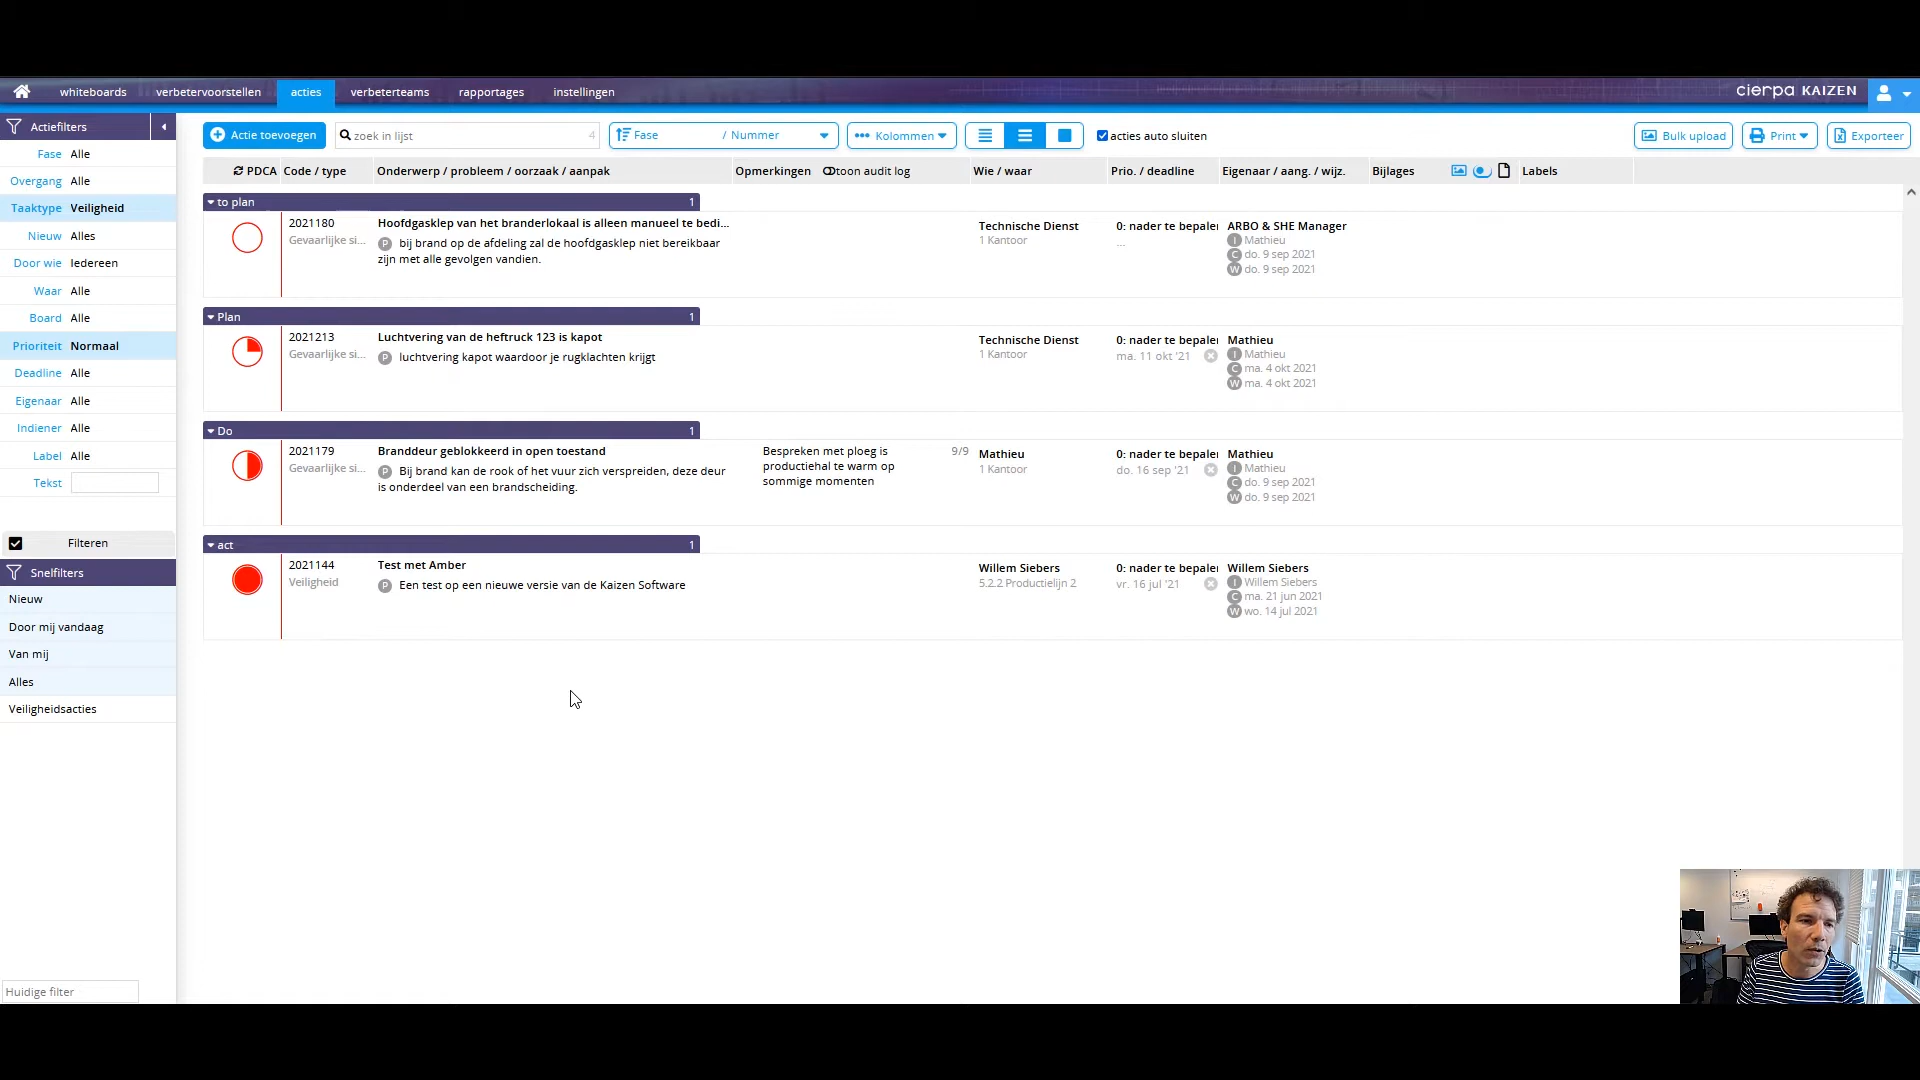 whiteboards verbetervoorstellen acties verbeterteams rapportages instellingen cierpa KAIZEN
Actiefilters
Fase Alle
Overgang Alle
Taaktype Veiligheid
Nieuw Alles
Door wie Iedereen
Waar Alle
Board Alle
Prioriteit Normaal
Deadline Alle
Eigenaar Alle
Indiener Alle
Label Alle
Tekst
Filteren
Snelfilters
Nieuw
Door mij vandaag
Van mij
Alles
Veiligheidsacties
Huidige filter
Actie toevoegen zoek in lijst 4 Fase / Nummer Kolommen acties auto sluiten Bulk upload Print Exporteer
PDCA Code / type Onderwerp / probleem / oorzaak / aanpak Opmerkingen toon audit log Wie / waar Prio. / deadline Eigenaar / aang. / wijz. Bijlages Labels
to plan 1
2021180
Gevaarlijke si...
Hoofdgasklep van het branderlokaal is alleen manueel te bedi...
P bij brand op de afdeling zal de hoofdgasklep niet bereikbaar
zijn met alle gevolgen vandien.
Technische Dienst
1 Kantoor
0: nader te bepaler
...
ARBO & SHE Manager
I Mathieu
C do. 9 sep 2021
W do. 9 sep 2021
Plan 1
2021213
Gevaarlijke si...
Luchtvering van de heftruck 123 is kapot
P luchtvering kapot waardoor je rugklachten krijgt
Technische Dienst
1 Kantoor
0: nader te bepaler
ma. 11 okt '21
Mathieu
I Mathieu
C ma. 4 okt 2021
W ma. 4 okt 2021
Do 1
2021179
Gevaarlijke si...
Branddeur geblokkeerd in open toestand
P Bij brand kan de rook of het vuur zich verspreiden, deze deur
is onderdeel van een brandscheiding.
Bespreken met ploeg is 9/9
productiehal te warm op
sommige momenten
Mathieu
1 Kantoor
0: nader te bepaler
do. 16 sep '21
Mathieu
I Mathieu
C do. 9 sep 2021
W do. 9 sep 2021
act 1
2021144
Veiligheid
Test met Amber
P Een test op een nieuwe versie van de Kaizen Software
Willem Siebers
5.2.2 Productielijn 2
0: nader te bepaler
vr. 16 jul '21
Willem Siebers
I Willem Siebers
C ma. 21 jun 2021
W wo. 14 jul 2021